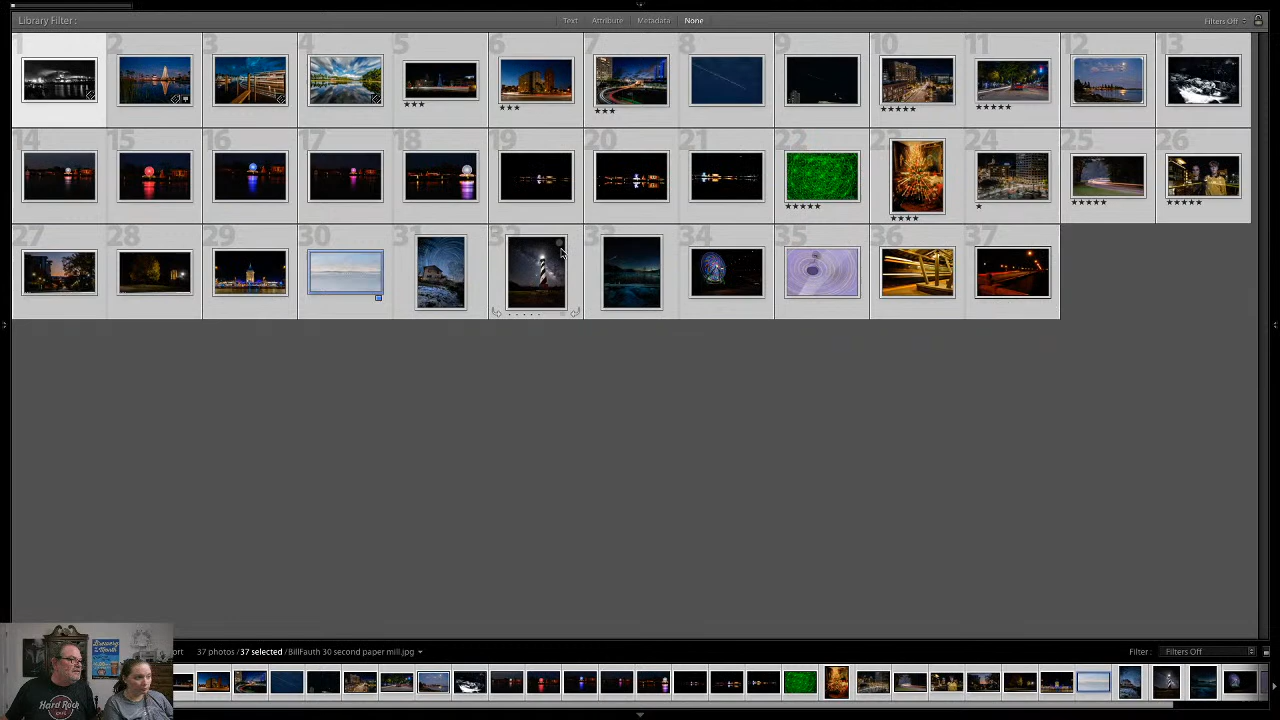 Library Filter : Text Attribute Metadata None Filters Off
1 2 3 4 5 6 7 8 9 10 11 12 13
14 15 16 17 18 19 20 21 22 23 24 25 26
27 28 29 30 31 32 33 34 35 36 37
37 photos / 37 selected / BillFauth 30 second paper mill.jpg Filter : Filters Off
BREWERY
MONTH
Hard Rock